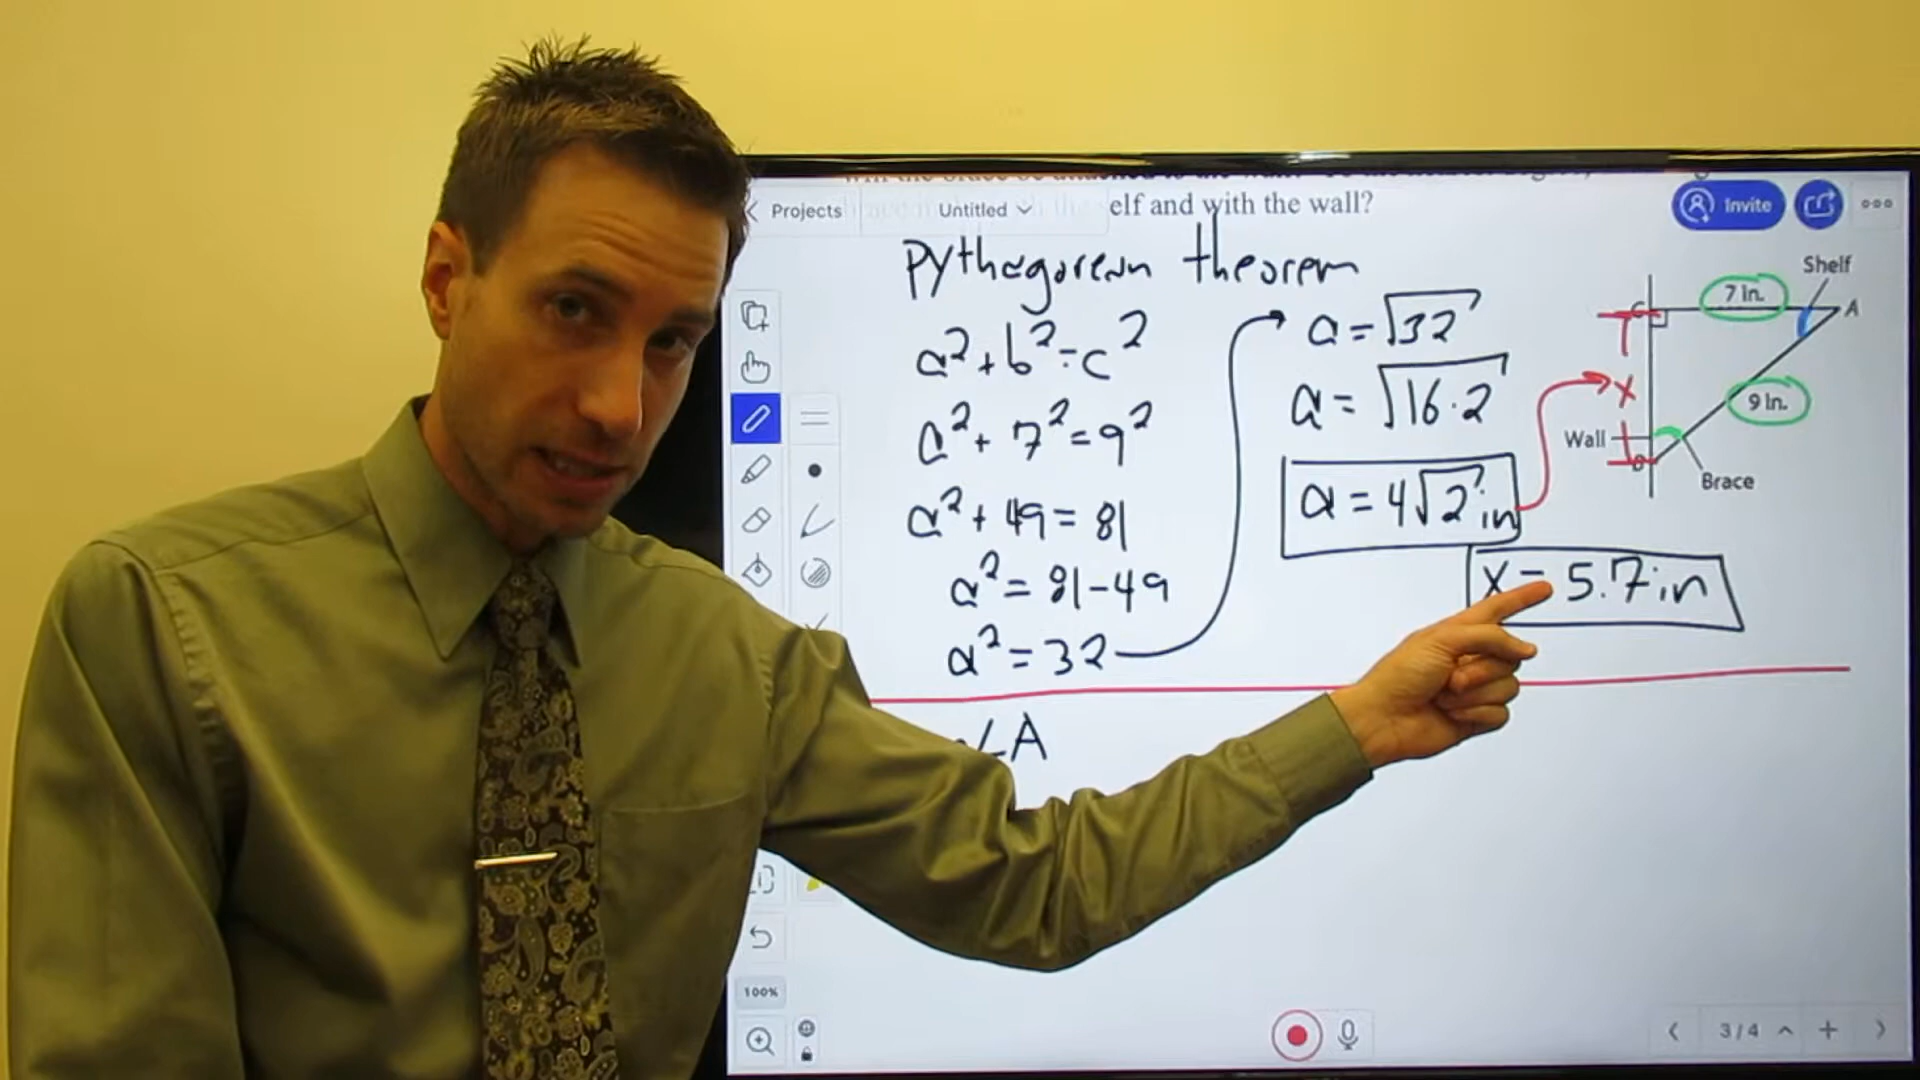 Projects Untitled elf and with the wall? Invite
Pythagorean theorem
a²+b²=c²
a²+7²=9²
a²+49=81
a²=81-49
a²=32
a=√32
a=√16·2
a=4√2 in
x=5.7in
Shelf
7 in.
C
A
x
9 in.
Wall
B
Brace
∠A
100%
3/4